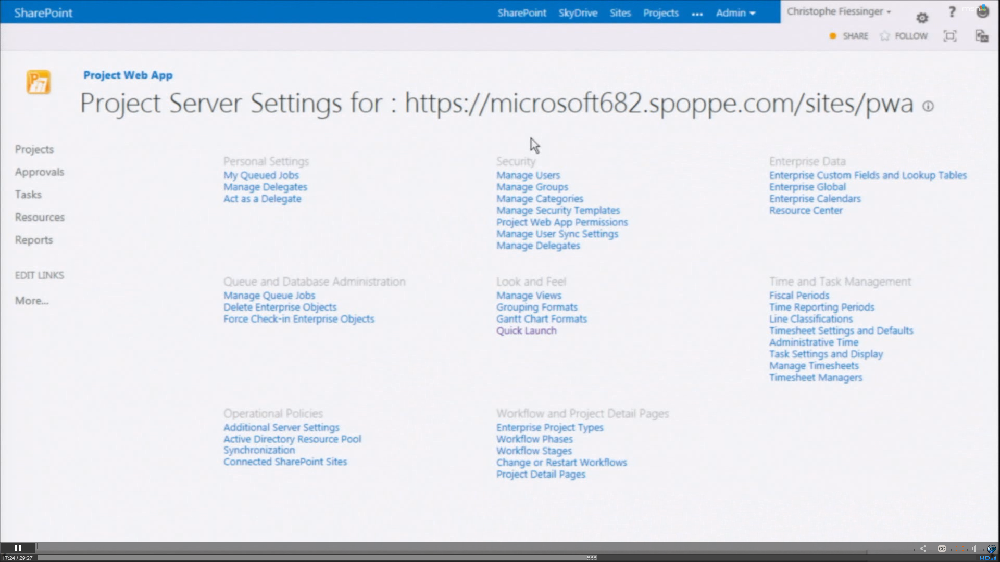 SharePoint
SharePoint SkyDrive Sites Projects ... Admin
Christophe Fiessinger
?
msn
SHARE FOLLOW
Project Web App
Project Server Settings for : https://microsoft682.spoppe.com/sites/pwa
Projects
Approvals
Tasks
Resources
Reports
EDIT LINKS
More...
Personal Settings
My Queued Jobs
Manage Delegates
Act as a Delegate
Security
Manage Users
Manage Groups
Manage Categories
Manage Security Templates
Project Web App Permissions
Manage User Sync Settings
Manage Delegates
Enterprise Data
Enterprise Custom Fields and Lookup Tables
Enterprise Global
Enterprise Calendars
Resource Center
Queue and Database Administration
Manage Queue Jobs
Delete Enterprise Objects
Force Check-in Enterprise Objects
Look and Feel
Manage Views
Grouping Formats
Gantt Chart Formats
Quick Launch
Time and Task Management
Fiscal Periods
Time Reporting Periods
Line Classifications
Timesheet Settings and Defaults
Administrative Time
Task Settings and Display
Manage Timesheets
Timesheet Managers
Operational Policies
Additional Server Settings
Active Directory Resource Pool
Synchronization
Connected SharePoint Sites
Workflow and Project Detail Pages
Enterprise Project Types
Workflow Phases
Workflow Stages
Change or Restart Workflows
Project Detail Pages
CC
17:24 / 29:27
HD